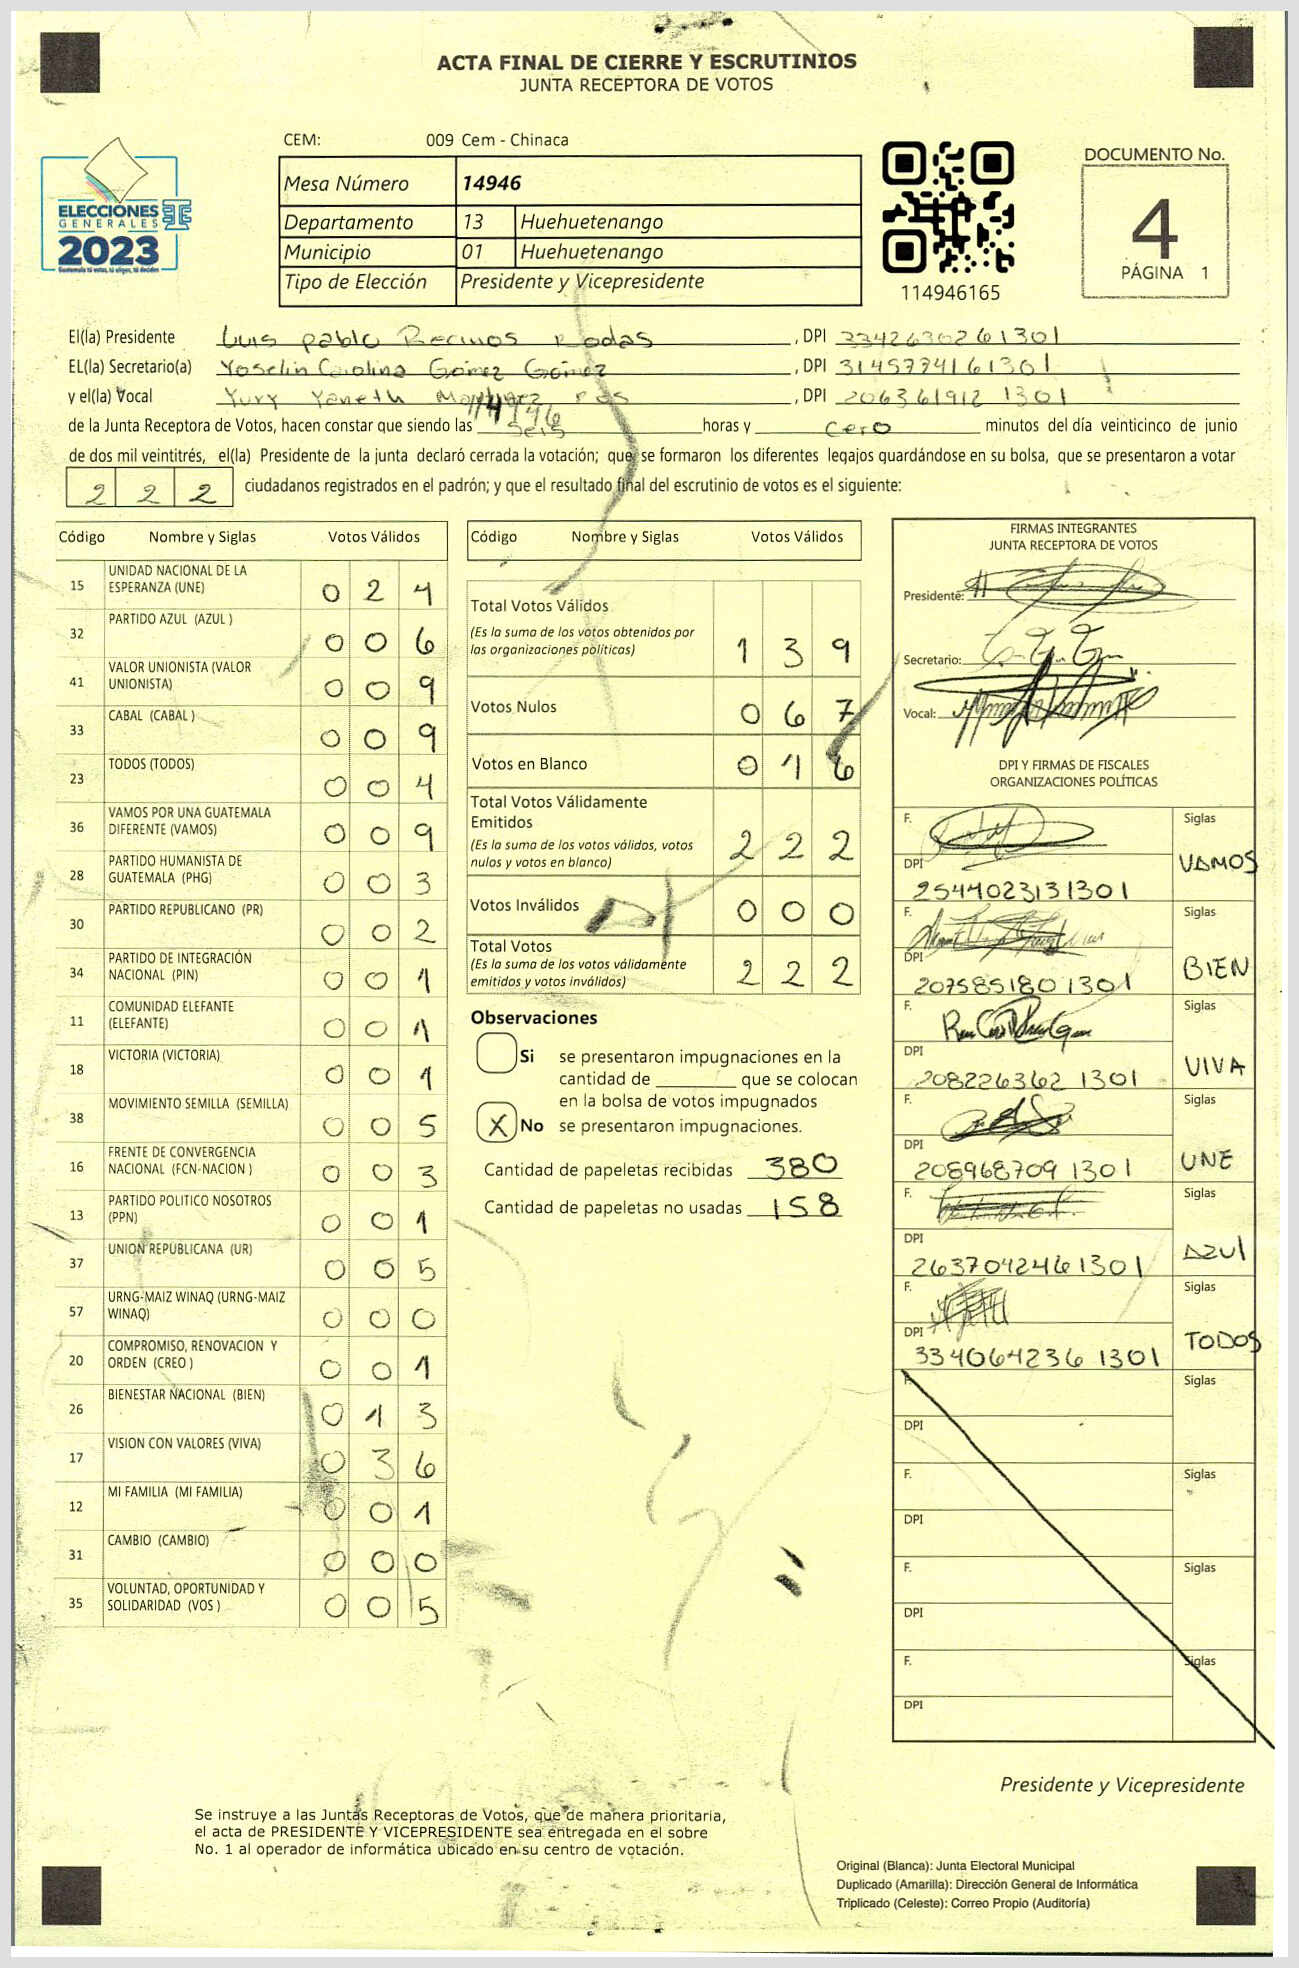 ACTA FINAL DE CIERRE Y ESCRUTINIOS
JUNTA RECEPTORA DE VOTOS
CEM: 009 Cem - Chinaca
ELECCIONES
GENERALES
2023
Guatemala tú votas, tú eliges, tú decides
Mesa Número 14946
Departamento 13 Huehuetenango
Municipio 01 Huehuetenango
Tipo de Elección Presidente y Vicepresidente
114946165
DOCUMENTO No.
4
PÁGINA 1
El(la) Presidente Luis pablo Recinos Rodas, DPI 3342630261301
EL(la) Secretario(a) Yoselin Carolina Gómez Gómez, DPI 3145774161301
y el(la) Vocal Yury Yaneth, DPI 206361912 1301
14946
de la Junta Receptora de Votos, hacen constar que siendo las seis horas y cero minutos del día veinticinco de junio
de dos mil veintitrés, el(la) Presidente de la junta declaró cerrada la votación; que se formaron los diferentes legajos quardándose en su bolsa, que se presentaron a votar
2 2 2 ciudadanos registrados en el padrón; y que el resultado final del escrutinio de votos es el siguiente:
Código Nombre y Siglas Votos Válidos
15 UNIDAD NACIONAL DE LA ESPERANZA (UNE) 0 2 4
32 PARTIDO AZUL (AZUL ) 0 0 6
41 VALOR UNIONISTA (VALOR UNIONISTA) 0 0 9
33 CABAL (CABAL ) 0 0 9
23 TODOS (TODOS) 0 0 4
36 VAMOS POR UNA GUATEMALA DIFERENTE (VAMOS) 0 0 9
28 PARTIDO HUMANISTA DE GUATEMALA (PHG) 0 0 3
30 PARTIDO REPUBLICANO (PR) 0 0 2
34 PARTIDO DE INTEGRACIÓN NACIONAL (PIN) 0 0 1
11 COMUNIDAD ELEFANTE (ELEFANTE) 0 0 1
18 VICTORIA (VICTORIA) 0 0 1
38 MOVIMIENTO SEMILLA (SEMILLA) 0 0 5
16 FRENTE DE CONVERGENCIA NACIONAL (FCN-NACION ) 0 0 3
13 PARTIDO POLITICO NOSOTROS (PPN) 0 0 1
37 UNION REPUBLICANA (UR) 0 0 5
57 URNG-MAIZ WINAQ (URNG-MAIZ WINAQ) 0 0 0
20 COMPROMISO, RENOVACION Y ORDEN (CREO ) 0 0 1
26 BIENESTAR NACIONAL (BIEN) 0 1 3
17 VISION CON VALORES (VIVA) 0 3 6
12 MI FAMILIA (MI FAMILIA) 0 0 1
31 CAMBIO (CAMBIO) 0 0 0
35 VOLUNTAD, OPORTUNIDAD Y SOLIDARIDAD (VOS ) 0 0 5
Código Nombre y Siglas Votos Válidos
Total Votos Válidos
(Es la suma de los votos obtenidos por
las organizaciones políticas) 1 3 9
Votos Nulos 0 6 7
Votos en Blanco 0 1 6
Total Votos Válidamente
Emitidos
(Es la suma de los votos válidos, votos
nulos y votos en blanco) 2 2 2
Votos Inválidos 0 0 0
Total Votos
(Es la suma de los votos válidamente
emitidos y votos inválidos) 2 2 2
Observaciones
Si se presentaron impugnaciones en la
cantidad de ________ que se colocan
en la bolsa de votos impugnados
X No se presentaron impugnaciones.
Cantidad de papeletas recibidas 380
Cantidad de papeletas no usadas 158
FIRMAS INTEGRANTES
JUNTA RECEPTORA DE VOTOS
Presidente:
Secretario:
Vocal:
DPI Y FIRMAS DE FISCALES
ORGANIZACIONES POLÍTICAS
F. Siglas
DPI VAMOS
2544023131301
F. Siglas
DPI BIEN
207585180 1301
F. Siglas
DPI VIVA
208226362 1301
F. Siglas
DPI UNE
208968709 1301
F. Siglas
DPI AZUl
2637042461301
F. Siglas
DPI TODOS
334064236 1301
F. Siglas
DPI
F. Siglas
DPI
F. Siglas
DPI
F. Siglas
DPI
Presidente y Vicepresidente
Se instruye a las Juntas Receptoras de Votos, que de manera prioritaria,
el acta de PRESIDENTE Y VICEPRESIDENTE sea entregada en el sobre
No. 1 al operador de informática ubicado en su centro de votación.
Original (Blanca): Junta Electoral Municipal
Duplicado (Amarilla): Dirección General de Informática
Triplicado (Celeste): Correo Propio (Auditoría)